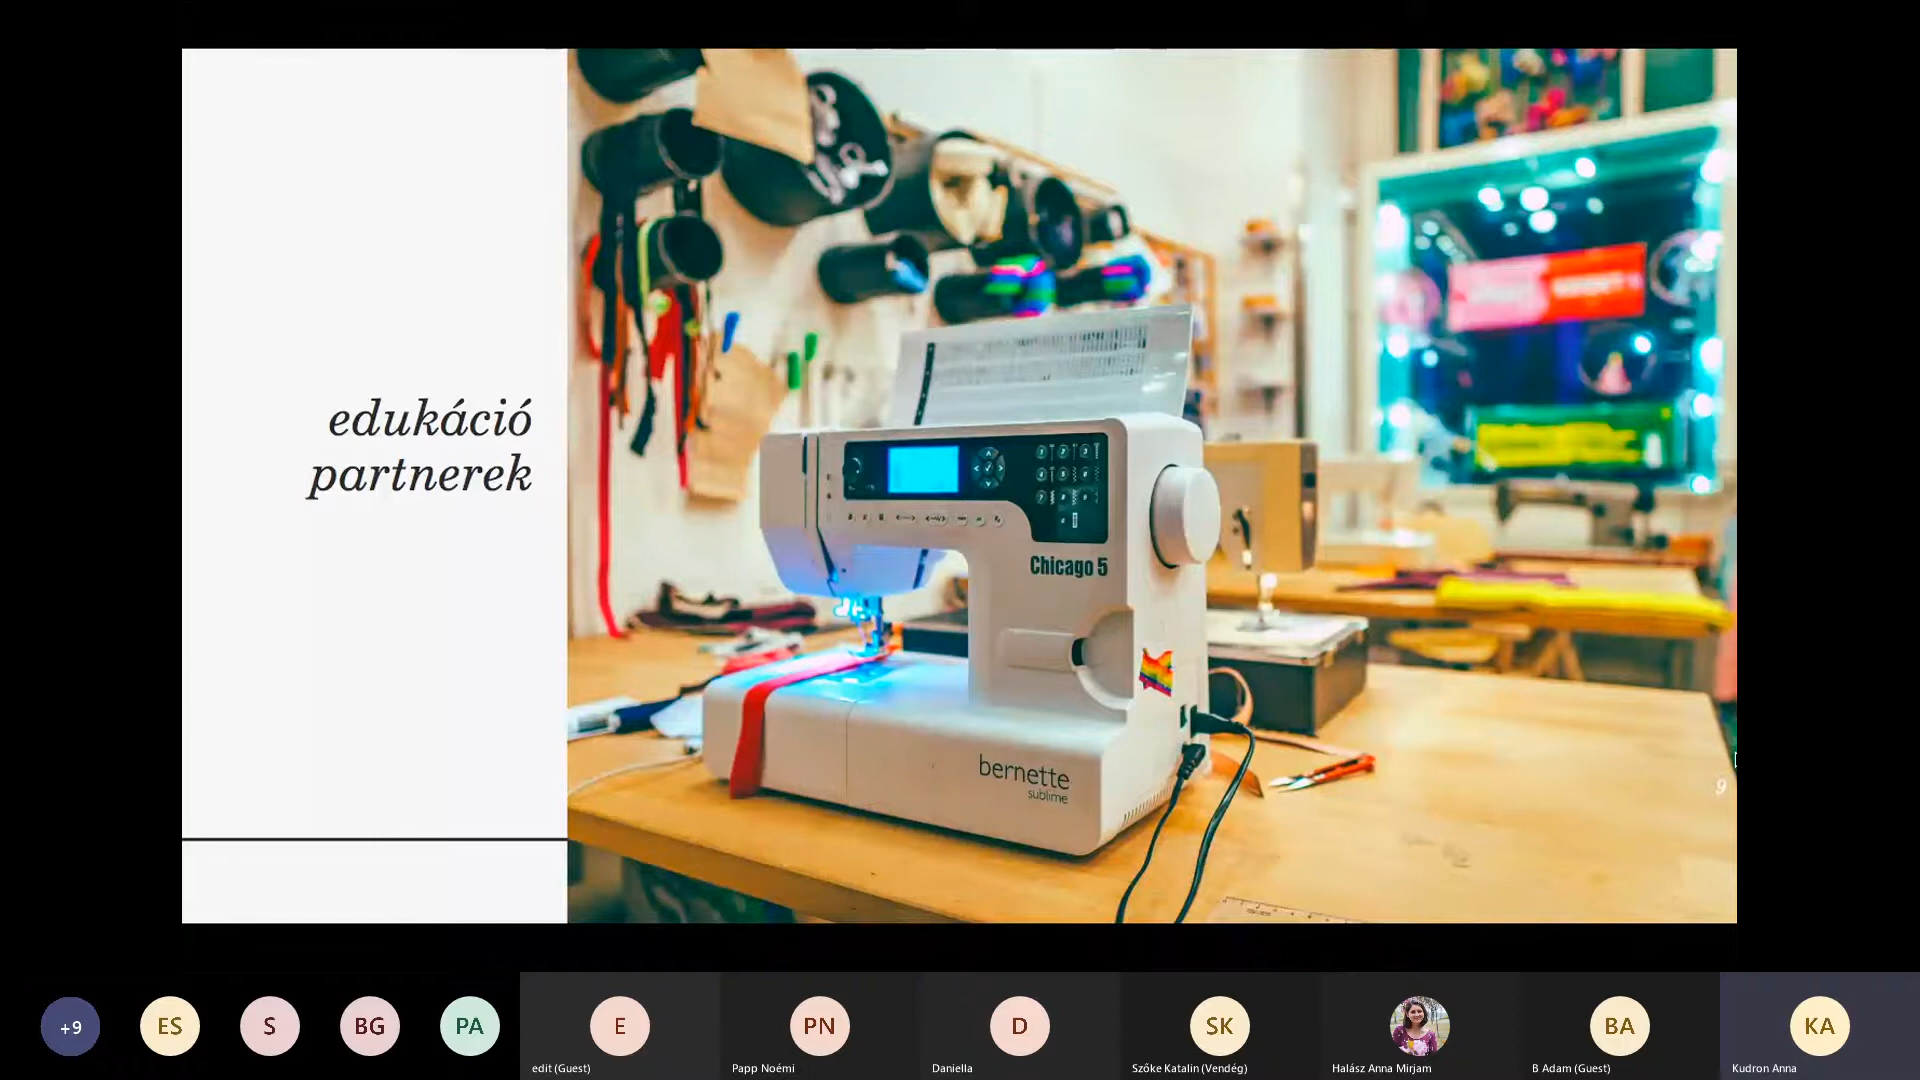 edukáció
partnerek
Chicago 5
bernette
sublime
9
+9
ES
S
BG
PA
E
PN
D
SK
BA
KA
edit (Guest)
Papp Noémi
Daniella
Szőke Katalin (Vendég)
Halász Anna Mirjam
B Adam (Guest)
Kudron Anna